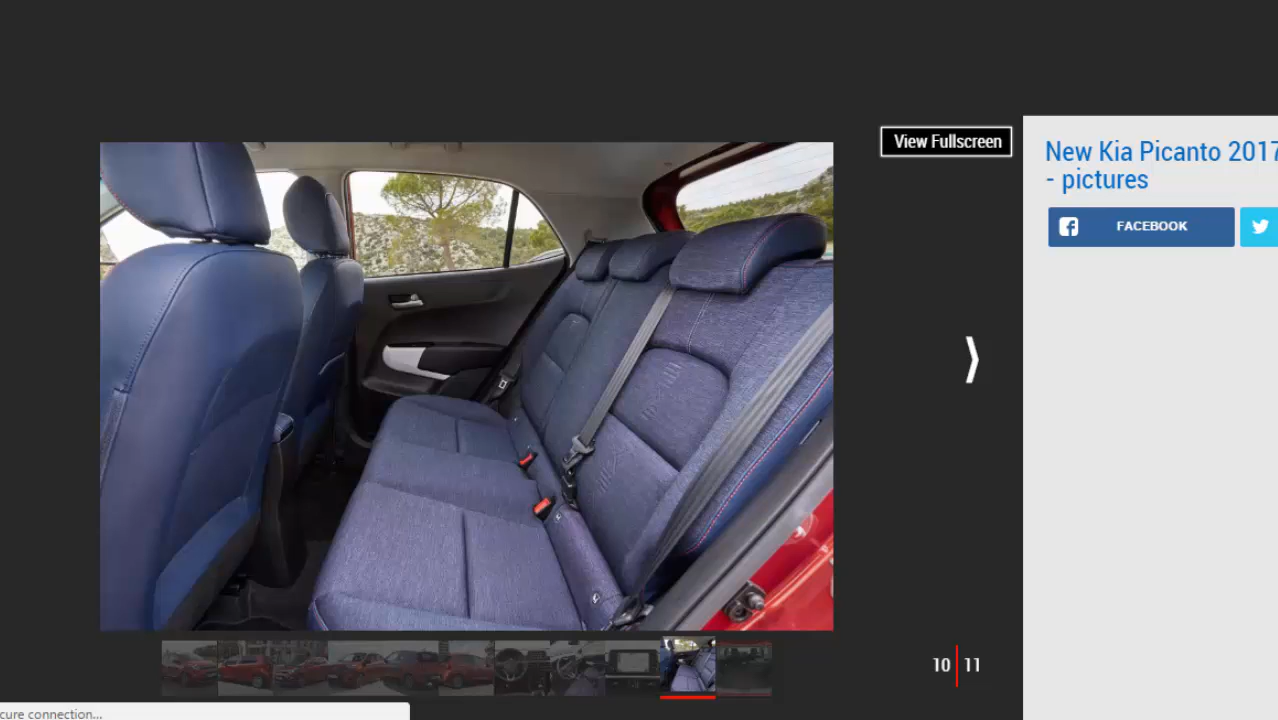 View Fullscreen
New Kia Picanto 2017
- pictures
FACEBOOK
10 11
cure connection...